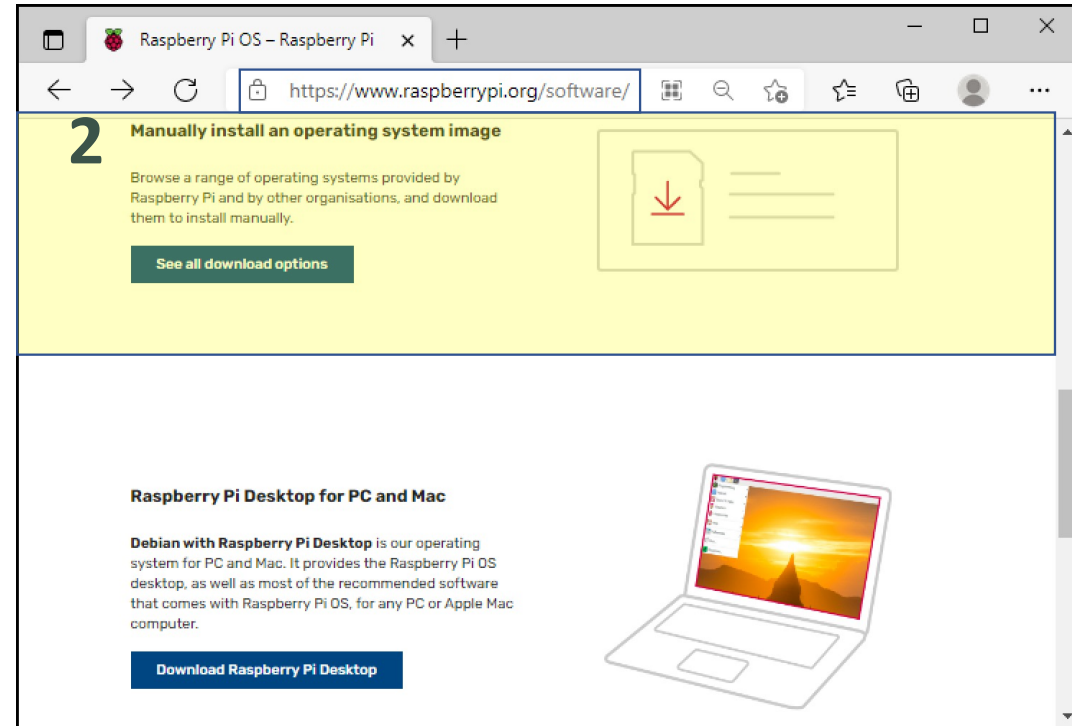 Raspberry Pi OS – Raspberry Pi
https://www.raspberrypi.org/software/
2
Manually install an operating system image
Browse a range of operating systems provided by
Raspberry Pi and by other organisations, and download
them to install manually.
See all download options
Raspberry Pi Desktop for PC and Mac
Debian with Raspberry Pi Desktop is our operating
system for PC and Mac. It provides the Raspberry Pi OS
desktop, as well as most of the recommended software
that comes with Raspberry Pi OS, for any PC or Apple Mac
computer.
Download Raspberry Pi Desktop